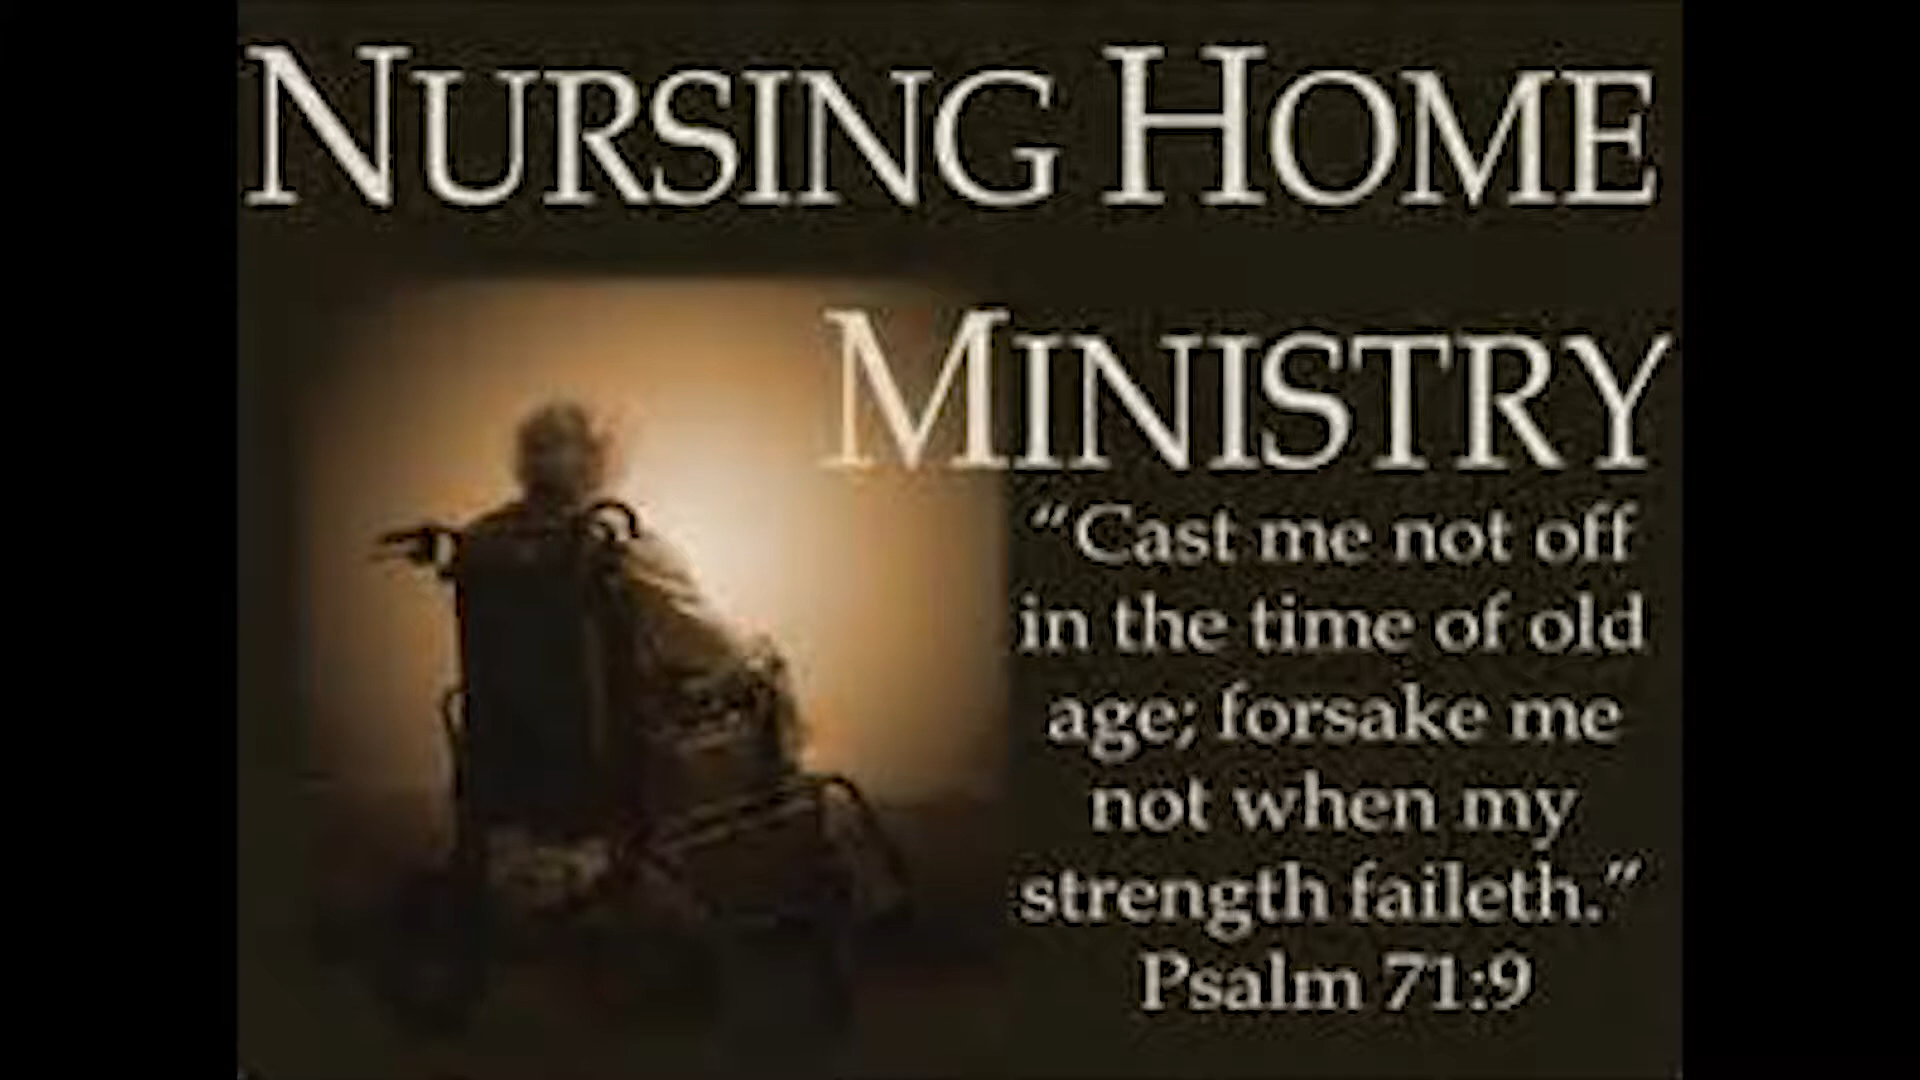 NURSING HOME
MINISTRY
“Cast me not off
in the time of old
age; forsake me
not when my
strength faileth.”
Psalm 71:9